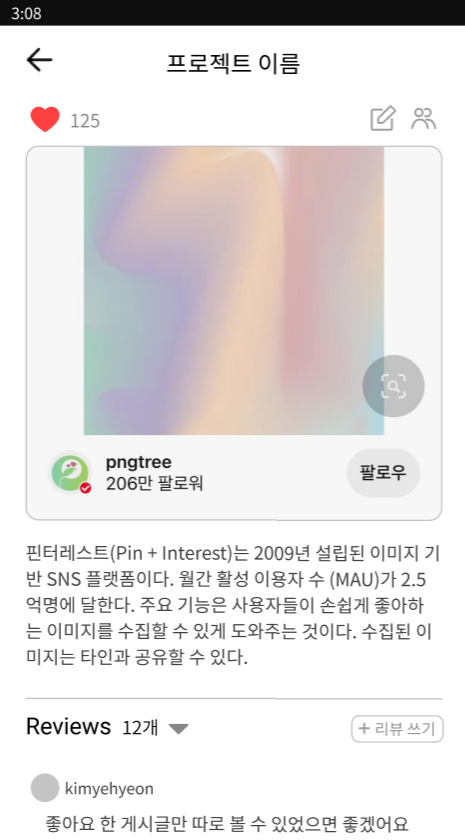 3:08
프로젝트 이름
125
pngtree
206만 팔로워
팔로우
핀터레스트(Pin + Interest)는 2009년 설립된 이미지 기
반 SNS 플랫폼이다. 월간 활성 이용자 수 (MAU)가 2.5
억명에 달한다. 주요 기능은 사용자들이 손쉽게 좋아하
는 이미지를 수집할 수 있게 도와주는 것이다. 수집된 이
미지는 타인과 공유할 수 있다.
Reviews 12개
+ 리뷰 쓰기
kimyehyeon
좋아요 한 게시글만 따로 볼 수 있었으면 좋겠어요